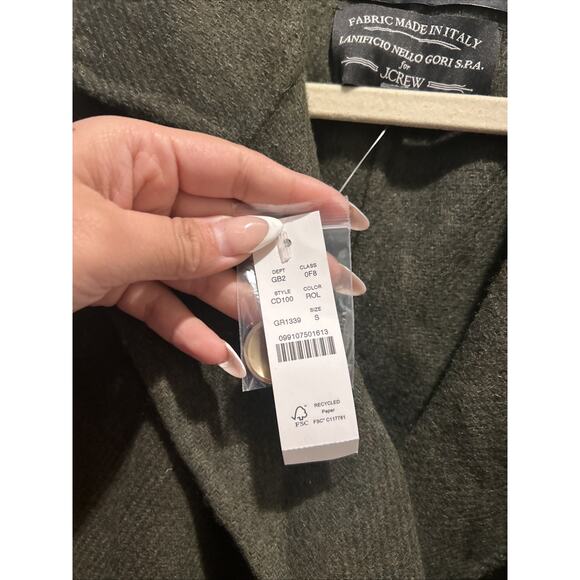 FABRIC MADE IN ITALY
LANIFICIO NELLO GORI S.P.A.
for
J.CREW
DEPT CLASS
GB2 0F8
STYLE COLOR
CD100 ROL
SIZE
GR1339 S
099107501613
FSC
RECYCLED
Paper
FSC® C117761